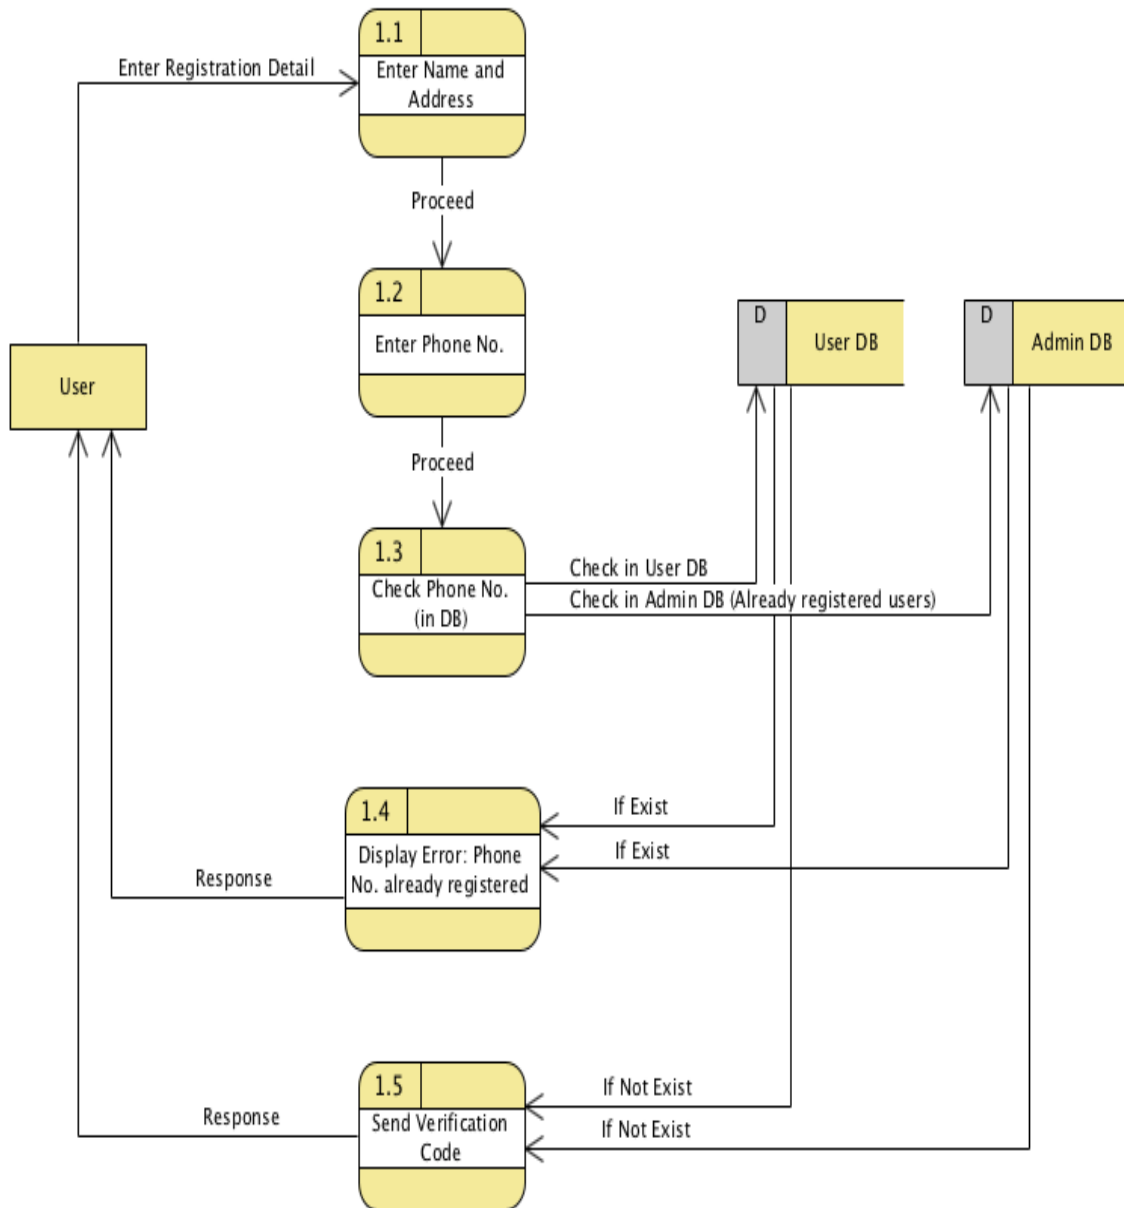 1.1
Enter Registration Detail
Enter Name and
Address
Proceed
1.2
Enter Phone No.
D
User DB
D
Admin DB
User
Proceed
1.3
Check Phone No.
(in DB)
Check in User DB
Check in Admin DB (Already registered users)
1.4
Display Error: Phone
No. already registered
If Exist
If Exist
Response
1.5
Send Verification
Code
If Not Exist
If Not Exist
Response